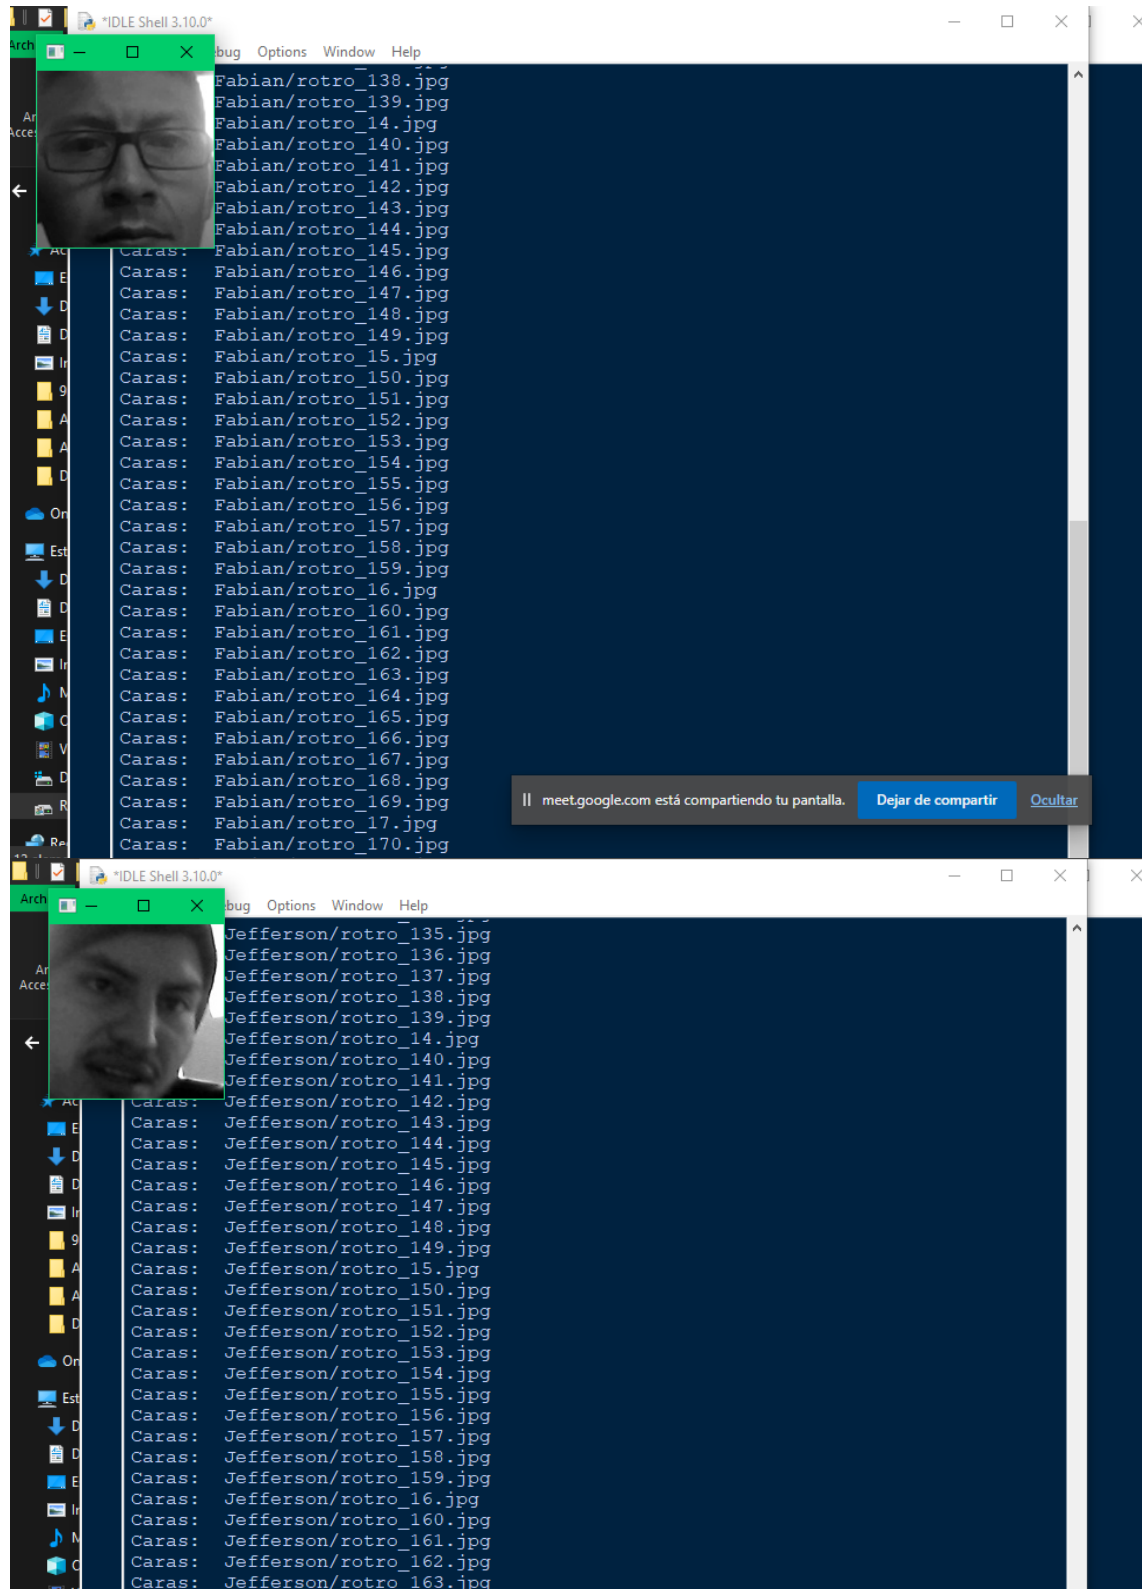 *IDLE Shell 3.10.0*
Arch
bug Options Window Help
Fabian/rotro_138.jpg
Fabian/rotro_139.jpg
Fabian/rotro_14.jpg
Fabian/rotro_140.jpg
Fabian/rotro_141.jpg
Fabian/rotro_142.jpg
Fabian/rotro_143.jpg
Fabian/rotro_144.jpg
Caras: Fabian/rotro_145.jpg
Caras: Fabian/rotro_146.jpg
Caras: Fabian/rotro_147.jpg
Caras: Fabian/rotro_148.jpg
Caras: Fabian/rotro_149.jpg
Caras: Fabian/rotro_15.jpg
Caras: Fabian/rotro_150.jpg
Caras: Fabian/rotro_151.jpg
Caras: Fabian/rotro_152.jpg
Caras: Fabian/rotro_153.jpg
Caras: Fabian/rotro_154.jpg
Caras: Fabian/rotro_155.jpg
Caras: Fabian/rotro_156.jpg
Caras: Fabian/rotro_157.jpg
Caras: Fabian/rotro_158.jpg
Caras: Fabian/rotro_159.jpg
Caras: Fabian/rotro_16.jpg
Caras: Fabian/rotro_160.jpg
Caras: Fabian/rotro_161.jpg
Caras: Fabian/rotro_162.jpg
Caras: Fabian/rotro_163.jpg
Caras: Fabian/rotro_164.jpg
Caras: Fabian/rotro_165.jpg
Caras: Fabian/rotro_166.jpg
Caras: Fabian/rotro_167.jpg
Caras: Fabian/rotro_168.jpg
Caras: Fabian/rotro_169.jpg
Caras: Fabian/rotro_17.jpg
Caras: Fabian/rotro_170.jpg
meet.google.com está compartiendo tu pantalla. Dejar de compartir Ocultar
*IDLE Shell 3.10.0*
Arch
bug Options Window Help
Jefferson/rotro_135.jpg
Jefferson/rotro_136.jpg
Jefferson/rotro_137.jpg
Jefferson/rotro_138.jpg
Jefferson/rotro_139.jpg
Jefferson/rotro_14.jpg
Jefferson/rotro_140.jpg
Jefferson/rotro_141.jpg
Caras: Jefferson/rotro_142.jpg
Caras: Jefferson/rotro_143.jpg
Caras: Jefferson/rotro_144.jpg
Caras: Jefferson/rotro_145.jpg
Caras: Jefferson/rotro_146.jpg
Caras: Jefferson/rotro_147.jpg
Caras: Jefferson/rotro_148.jpg
Caras: Jefferson/rotro_149.jpg
Caras: Jefferson/rotro_15.jpg
Caras: Jefferson/rotro_150.jpg
Caras: Jefferson/rotro_151.jpg
Caras: Jefferson/rotro_152.jpg
Caras: Jefferson/rotro_153.jpg
Caras: Jefferson/rotro_154.jpg
Caras: Jefferson/rotro_155.jpg
Caras: Jefferson/rotro_156.jpg
Caras: Jefferson/rotro_157.jpg
Caras: Jefferson/rotro_158.jpg
Caras: Jefferson/rotro_159.jpg
Caras: Jefferson/rotro_16.jpg
Caras: Jefferson/rotro_160.jpg
Caras: Jefferson/rotro_161.jpg
Caras: Jefferson/rotro_162.jpg
Caras: Jefferson/rotro_163.jpg